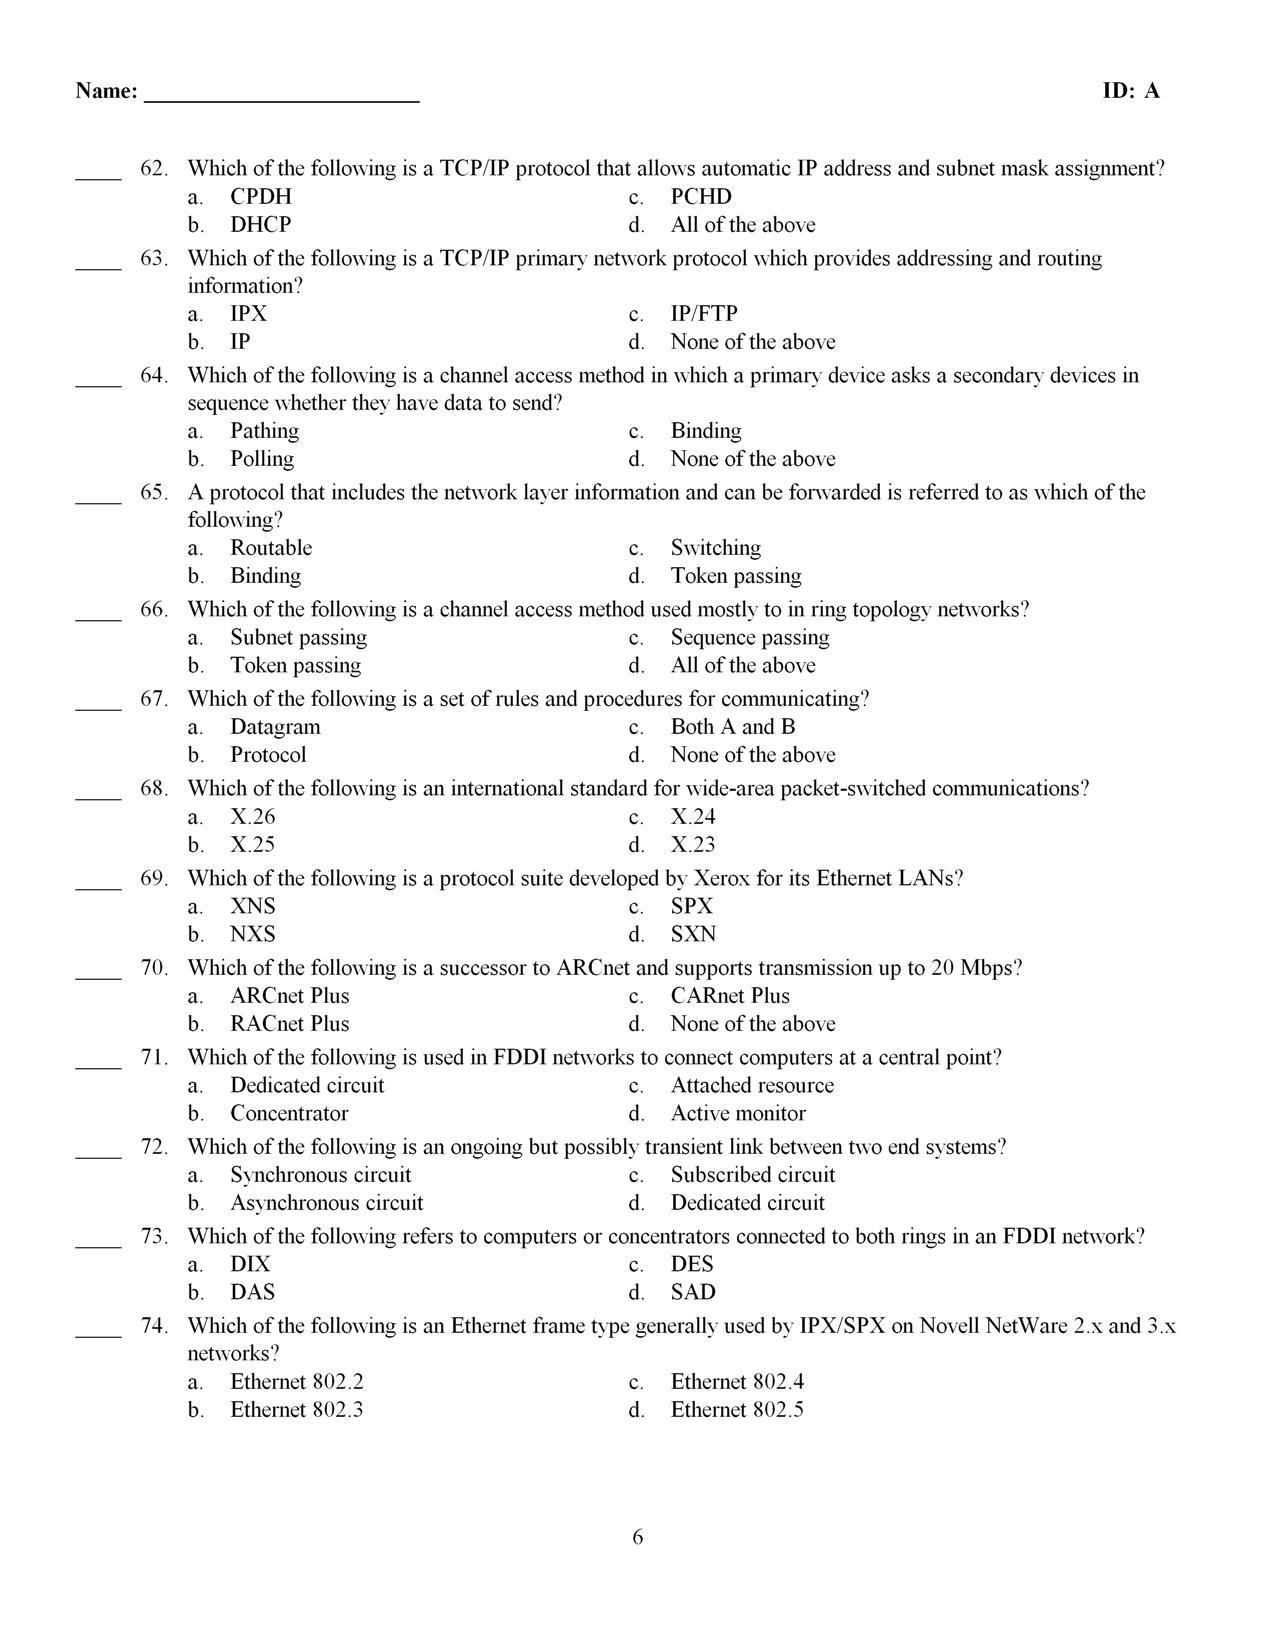 Name: ________________________ ID: A
____ 62. Which of the following is a TCP/IP protocol that allows automatic IP address and subnet mask assignment?
a. CPDH c. PCHD
b. DHCP d. All of the above
____ 63. Which of the following is a TCP/IP primary network protocol which provides addressing and routing
information?
a. IPX c. IP/FTP
b. IP d. None of the above
____ 64. Which of the following is a channel access method in which a primary device asks a secondary devices in
sequence whether they have data to send?
a. Pathing c. Binding
b. Polling d. None of the above
____ 65. A protocol that includes the network layer information and can be forwarded is referred to as which of the
following?
a. Routable c. Switching
b. Binding d. Token passing
____ 66. Which of the following is a channel access method used mostly to in ring topology networks?
a. Subnet passing c. Sequence passing
b. Token passing d. All of the above
____ 67. Which of the following is a set of rules and procedures for communicating?
a. Datagram c. Both A and B
b. Protocol d. None of the above
____ 68. Which of the following is an international standard for wide-area packet-switched communications?
a. X.26 c. X.24
b. X.25 d. X.23
____ 69. Which of the following is a protocol suite developed by Xerox for its Ethernet LANs?
a. XNS c. SPX
b. NXS d. SXN
____ 70. Which of the following is a successor to ARCnet and supports transmission up to 20 Mbps?
a. ARCnet Plus c. CARnet Plus
b. RACnet Plus d. None of the above
____ 71. Which of the following is used in FDDI networks to connect computers at a central point?
a. Dedicated circuit c. Attached resource
b. Concentrator d. Active monitor
____ 72. Which of the following is an ongoing but possibly transient link between two end systems?
a. Synchronous circuit c. Subscribed circuit
b. Asynchronous circuit d. Dedicated circuit
____ 73. Which of the following refers to computers or concentrators connected to both rings in an FDDI network?
a. DIX c. DES
b. DAS d. SAD
____ 74. Which of the following is an Ethernet frame type generally used by IPX/SPX on Novell NetWare 2.x and 3.x
networks?
a. Ethernet 802.2 c. Ethernet 802.4
b. Ethernet 802.3 d. Ethernet 802.5
6